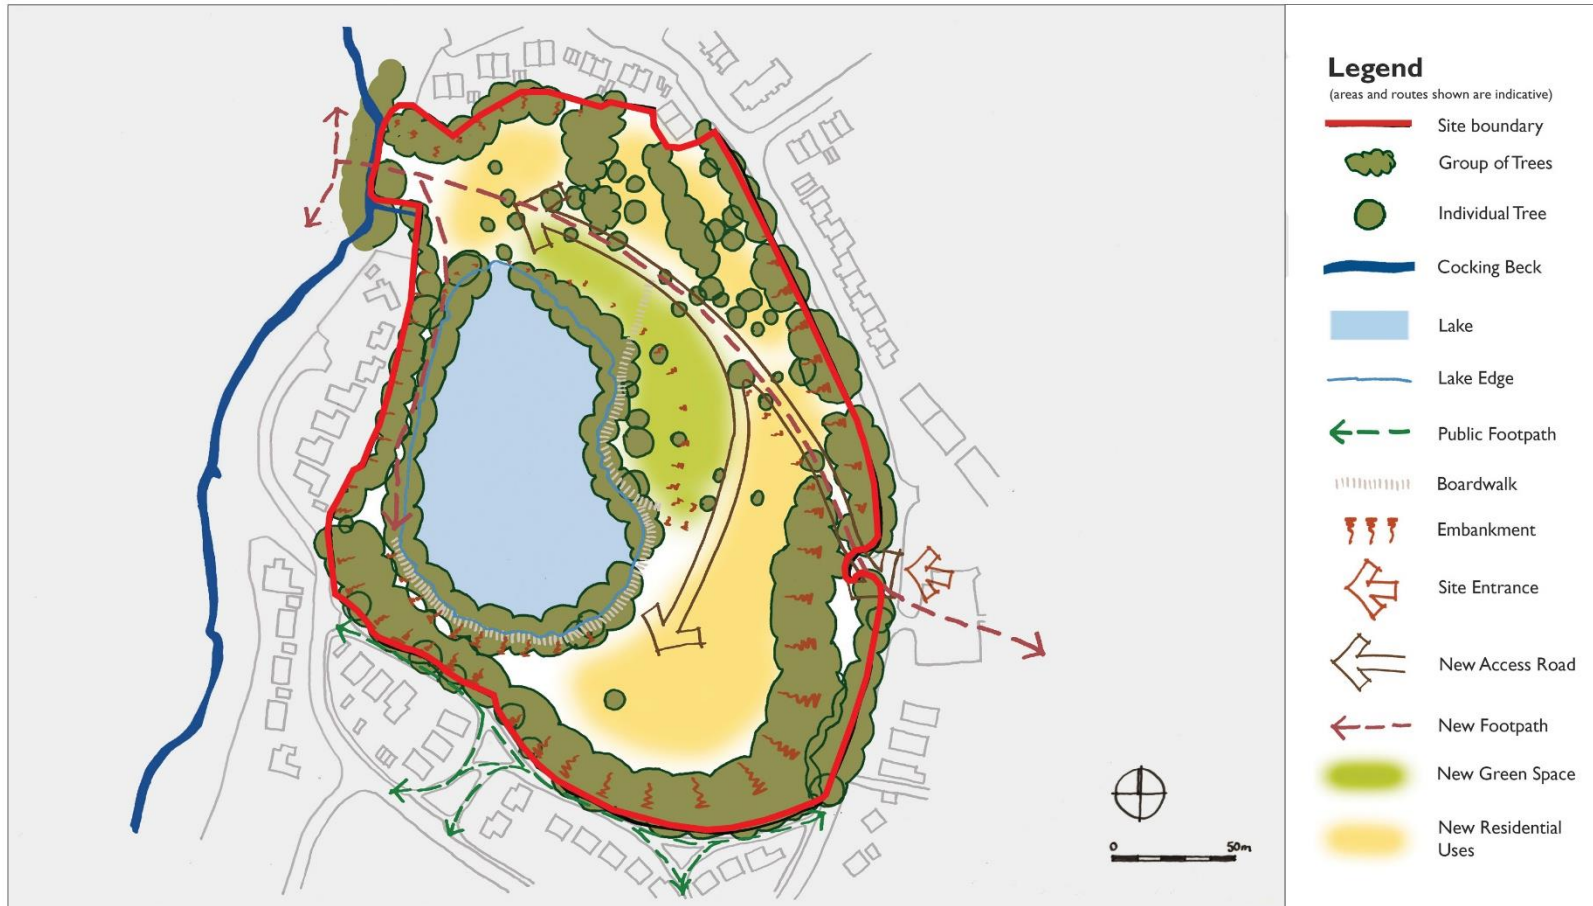 Legend
(areas and routes shown are indicative)
Site boundary
Group of Trees
Individual Tree
Cocking Beck
Lake
Lake Edge
Public Footpath
Boardwalk
Embankment
Site Entrance
New Access Road
New Footpath
New Green Space
New Residential
Uses
0 50m